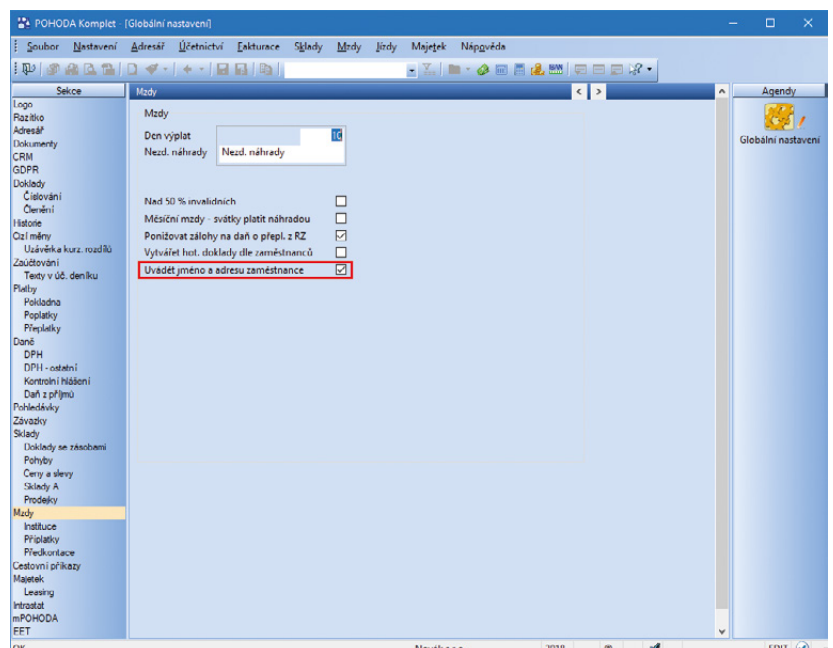 POHODA Komplet - [Globální nastavení]
Soubor Nastavení Adresář Účetnictví Fakturace Sklady Mzdy Jízdy Majetek Nápověda
Sekce
Mzdy
Agendy
Logo
Razítko
Adresář
Dokumenty
CRM
GDPR
Doklady
Číslování
Členění
Historie
Cizí měny
Uzávěrka kurz. rozdílů
Zaúčtování
Texty v úč. deníku
Platby
Pokladna
Poplatky
Přeplatky
Daně
DPH
DPH - ostatní
Kontrolní hlášení
Daň z příjmů
Pohledávky
Závazky
Sklady
Doklady se zásobami
Pohyby
Ceny a slevy
Sklady A
Prodejky
Mzdy
Instituce
Příplatky
Předkontace
Cestovní příkazy
Majetek
Leasing
Intrastat
mPOHODA
EET
Mzdy
Den výplat 10
Nezd. náhrady Nezd. náhrady
Nad 50 % invalidních
Měsíční mzdy - svátky platit náhradou
Ponižovat zálohy na daň o přepl. z RZ
Vytvářet hot. doklady dle zaměstnanců
Uvádět jméno a adresu zaměstnance
Globální nastavení